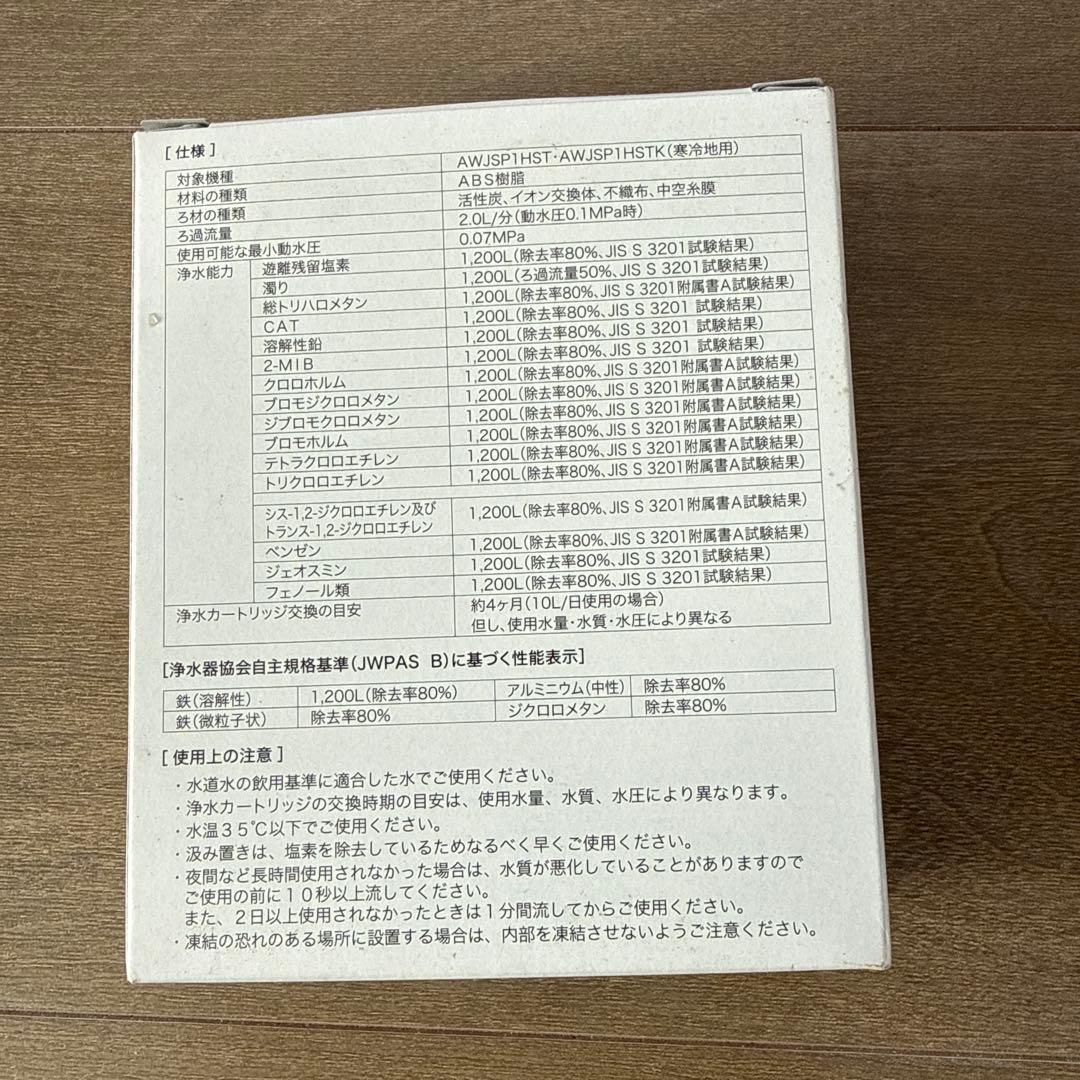 [ 仕様 ]
対象機種 AWJSP1HST・AWJSP1HSTK(寒冷地用)
材料の種類 ABS樹脂
ろ材の種類 活性炭、イオン交換体、不織布、中空糸膜
ろ過流量 2.0L/分(動水圧0.1MPa時)
使用可能な最小動水圧 0.07MPa
浄水能力 遊離残留塩素 1,200L(除去率80%、JIS S 3201試験結果)
濁り 1,200L(ろ過流量50%、JIS S 3201試験結果)
総トリハロメタン 1,200L(除去率80%、JIS S 3201附属書A試験結果)
CAT 1,200L(除去率80%、JIS S 3201 試験結果)
溶解性鉛 1,200L(除去率80%、JIS S 3201 試験結果)
2-MIB 1,200L(除去率80%、JIS S 3201 試験結果)
クロロホルム 1,200L(除去率80%、JIS S 3201附属書A試験結果)
ブロモジクロロメタン 1,200L(除去率80%、JIS S 3201附属書A試験結果)
ジブロモクロロメタン 1,200L(除去率80%、JIS S 3201附属書A試験結果)
ブロモホルム 1,200L(除去率80%、JIS S 3201附属書A試験結果)
テトラクロロエチレン 1,200L(除去率80%、JIS S 3201附属書A試験結果)
トリクロロエチレン 1,200L(除去率80%、JIS S 3201附属書A試験結果)
シス-1,2-ジクロロエチレン及び
トランス-1,2-ジクロロエチレン 1,200L(除去率80%、JIS S 3201附属書A試験結果)
ベンゼン 1,200L(除去率80%、JIS S 3201附属書A試験結果)
ジェオスミン 1,200L(除去率80%、JIS S 3201試験結果)
フェノール類 1,200L(除去率80%、JIS S 3201試験結果)
浄水カートリッジ交換の目安 約4ヶ月(10L/日使用の場合)
但し、使用水量・水質・水圧により異なる
[浄水器協会自主規格基準(JWPAS B)に基づく性能表示]
鉄(溶解性) 1,200L(除去率80%) アルミニウム(中性) 除去率80%
鉄(微粒子状) 除去率80% ジクロロメタン 除去率80%
[ 使用上の注意 ]
・水道水の飲用基準に適合した水でご使用ください。
・浄水カートリッジの交換時期の目安は、使用水量、水質、水圧により異なります。
・水温35℃以下でご使用ください。
・汲み置きは、塩素を除去しているためなるべく早くご使用ください。
・夜間など長時間使用されなかった場合は、水質が悪化していることがありますので
ご使用の前に10秒以上流してください。
また、2日以上使用されなかったときは1分間流してからご使用ください。
・凍結の恐れのある場所に設置する場合は、内部を凍結させないようご注意ください。